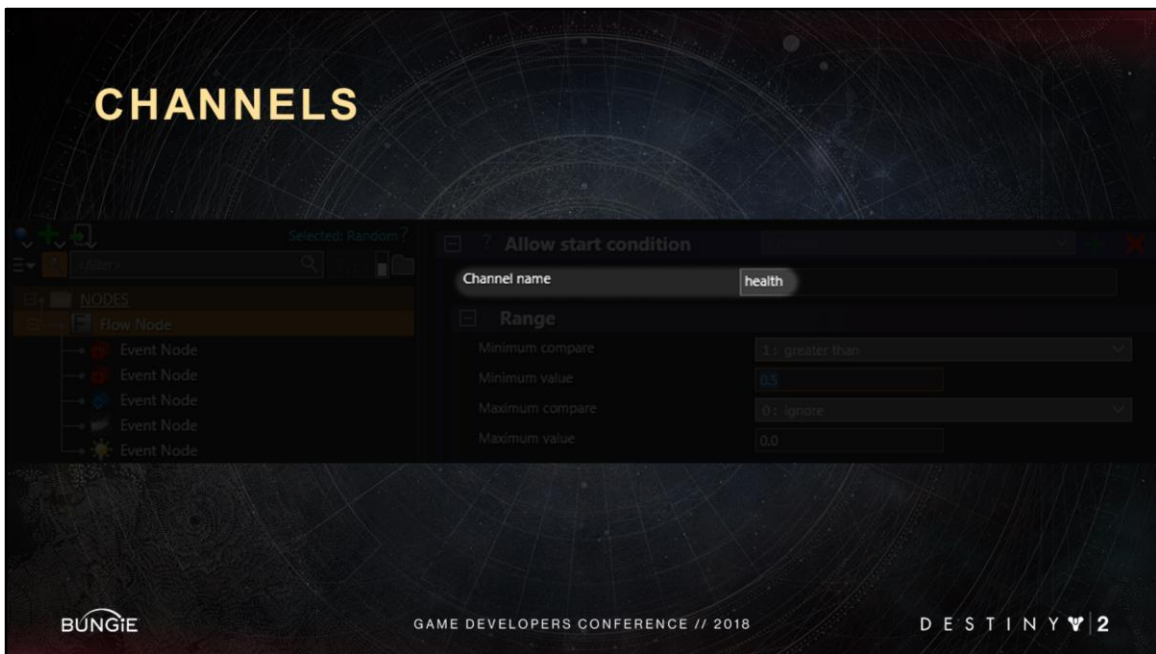 CHANNELS
Selected: Random ?
<filter>
NODES
Flow Node
Event Node
Event Node
Event Node
Event Node
Event Node
? Allow start condition
Channel name health
Range
Minimum compare 1: greater than
Minimum value 0.5
Maximum compare 0: ignore
Maximum value 0.0
BUNGiE
GAME DEVELOPERS CONFERENCE // 2018
DESTINY 2